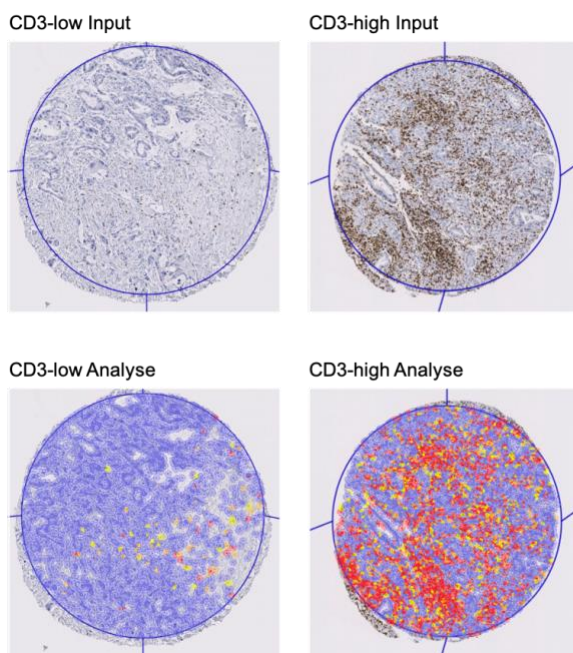 CD3-low Input
CD3-high Input
CD3-low Analyse
CD3-high Analyse